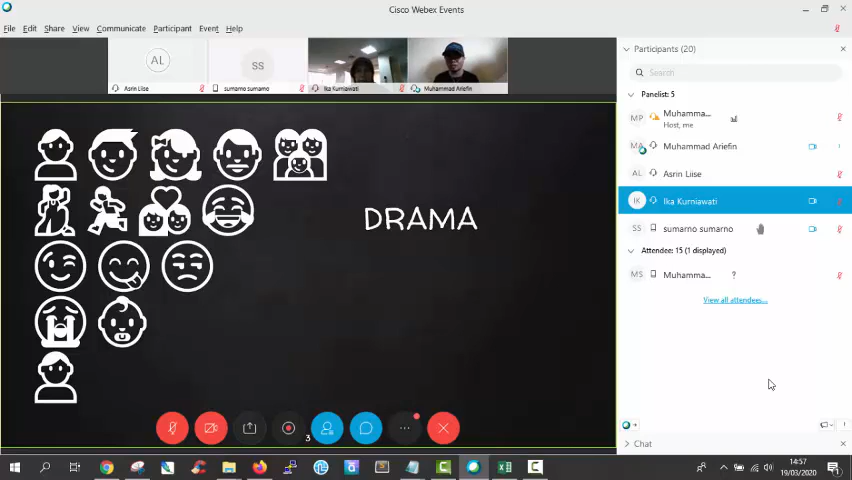 Cisco Webex Events
File Edit Share View Communicate Participant Event Help
AL
SS
Asrin Liise
sumarno sumarno
Ika Kurniawati
Muhammad Ariefin
DRAMA
3
Participants (20)
Search
Panelist: 5
MP Muhamma...
Host, me
MA Muhammad Ariefin
AL Asrin Liise
IK Ika Kurniawati
SS sumarno sumarno
Attendee: 15 (1 displayed)
MS Muhamma... ?
View all attendees...
Chat
14:57
19/03/2020